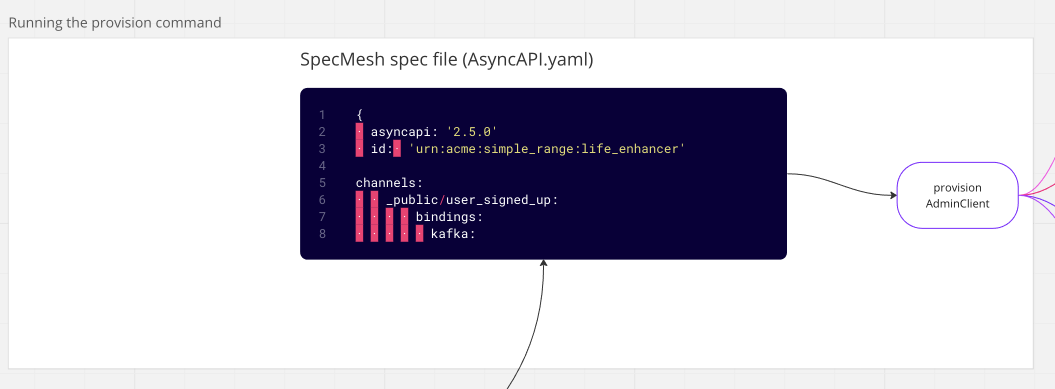 Running the provision command
SpecMesh spec file (AsyncAPI.yaml)
1 {
2 · asyncapi: '2.5.0'
3 · id:· 'urn:acme:simple_range:life_enhancer'
4
5 channels:
6 · · _public/user_signed_up:
7 · · · · bindings:
8 · · · · · kafka:
provision
AdminClient